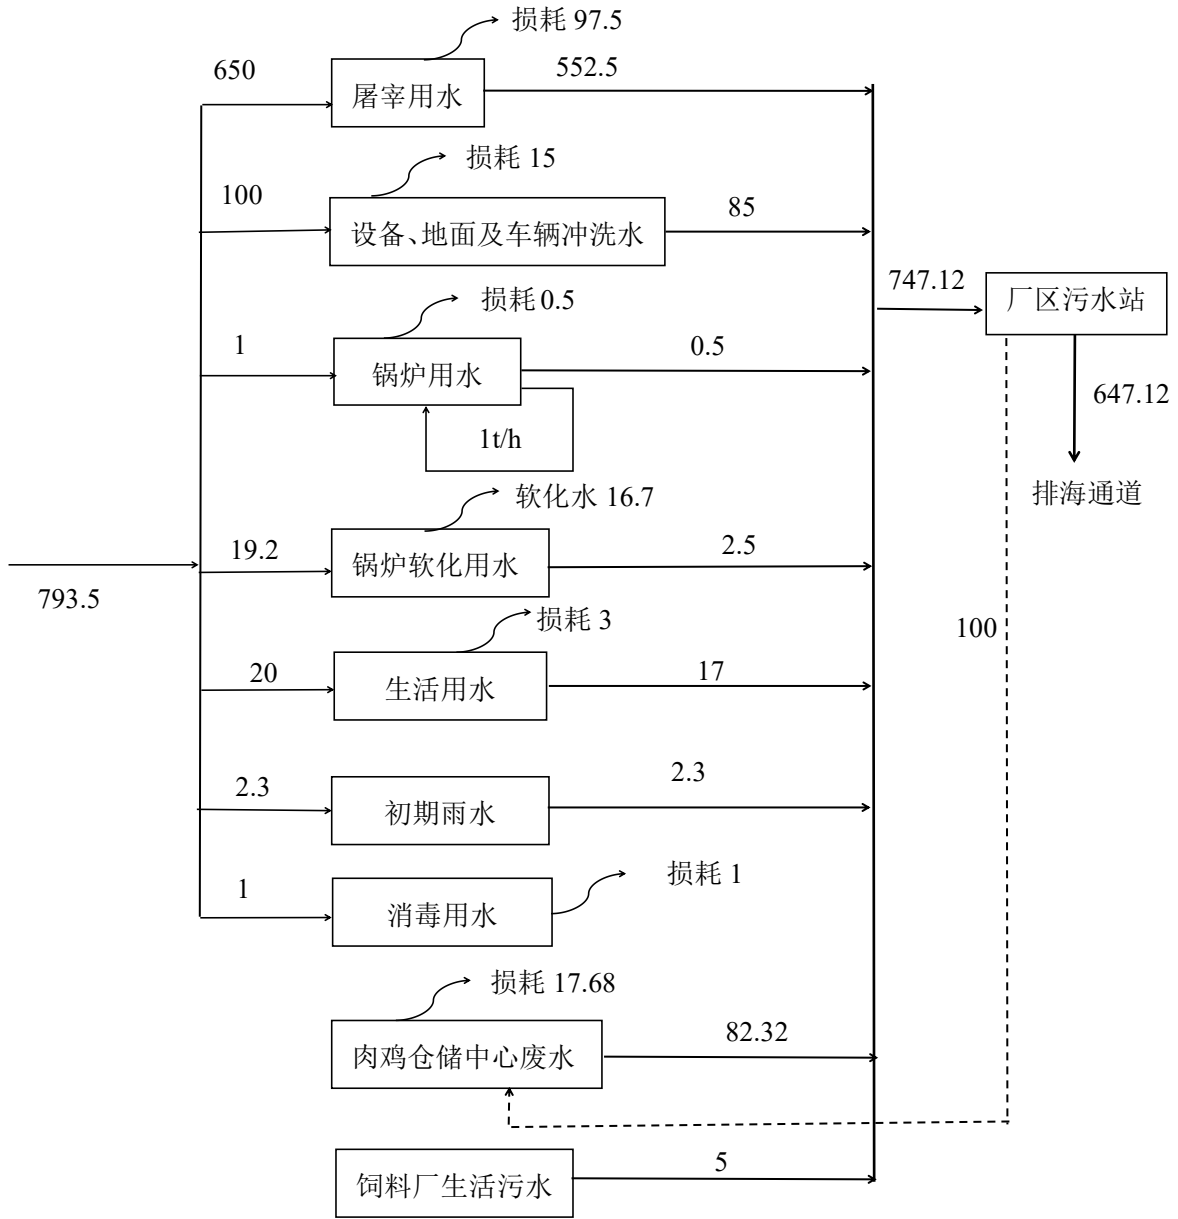 损耗 97.5
650
屠宰用水
552.5
损耗 15
100
设备、地面及车辆冲洗水
85
损耗 0.5
1
锅炉用水
0.5
1t/h
747.12
厂区污水站
647.12
排海通道
软化水 16.7
19.2
锅炉软化用水
2.5
793.5
损耗 3
20
生活用水
17
100
2.3
初期雨水
2.3
1
消毒用水
损耗 1
损耗 17.68
肉鸡仓储中心废水
82.32
饲料厂生活污水
5